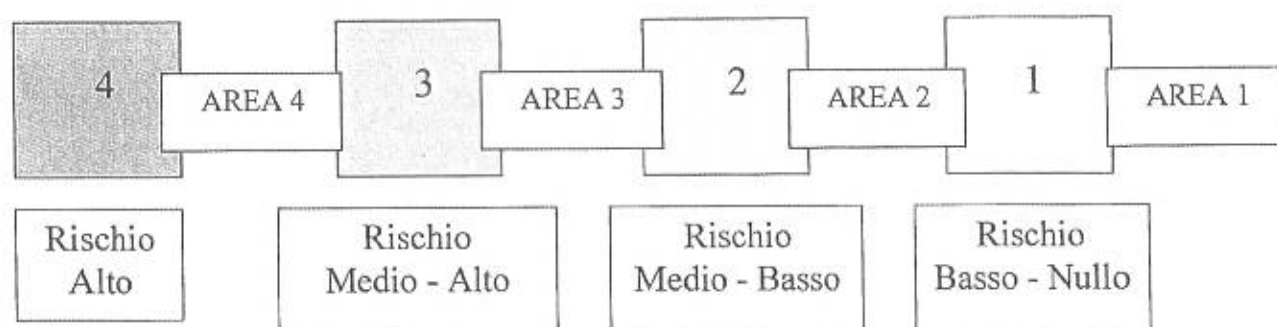 4
AREA 4
3
AREA 3
2
AREA 2
1
AREA 1
Rischio
Alto
Rischio
Medio - Alto
Rischio
Medio - Basso
Rischio
Basso - Nullo